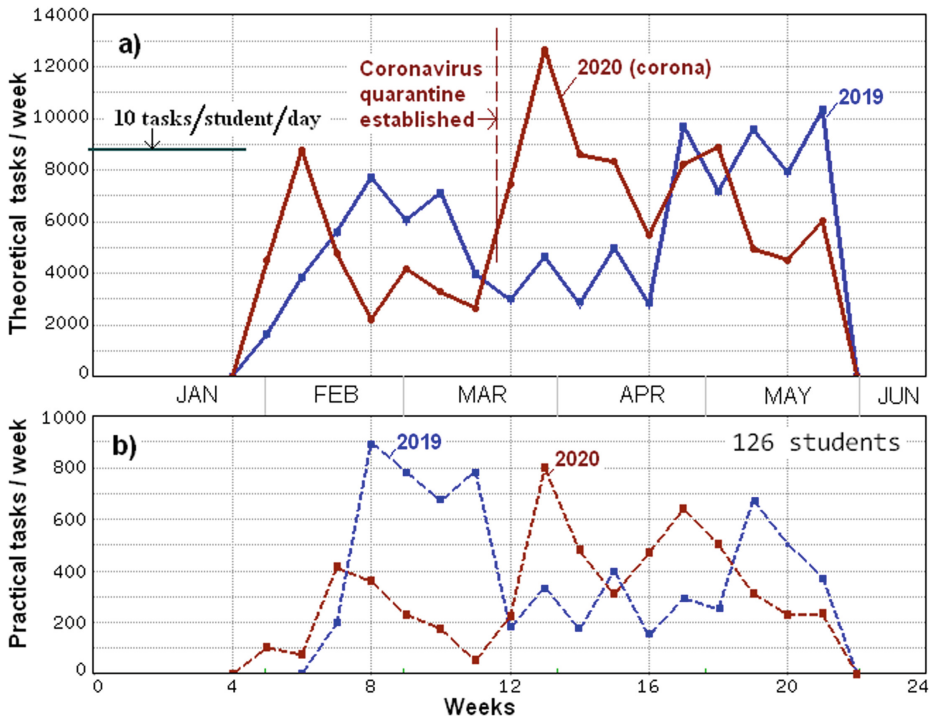 a)
14000
12000
10000
8000
6000
4000
2000
0
Theoretical tasks / week
10 tasks/student/day
Coronavirus
quarantine
established
2020 (corona)
2019
JAN FEB MAR APR MAY JUN
b)
1000
800
600
400
200
0
Practical tasks / week
2019
2020
126 students
0 4 8 12 16 20 24
Weeks